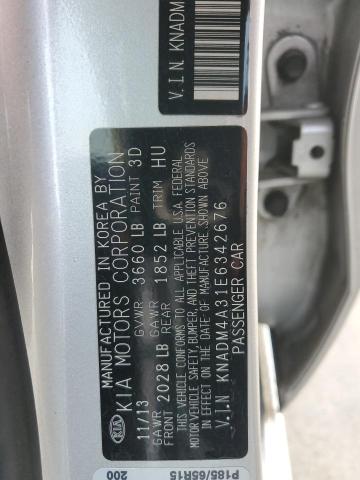 V.I.N KNADM
MANUFACTURED IN KOREA BY
KIA KIA MOTORS CORPORATION
11/13 GVWR 3660 LB PAINT 3D
GAWR FRONT 2028 LB GAWR REAR 1852 LB TRIM HU
THIS VEHICLE CONFORMS TO ALL APPLICABLE U.S.A. FEDERAL
MOTOR VEHICLE SAFETY, BUMPER, AND THEFT PREVENTION STANDARDS
IN EFFECT ON THE DATE OF MANUFACTURE SHOWN ABOVE
V.I.N KNADM4A31E6342676
PASSENGER CAR
P185/65R15
200